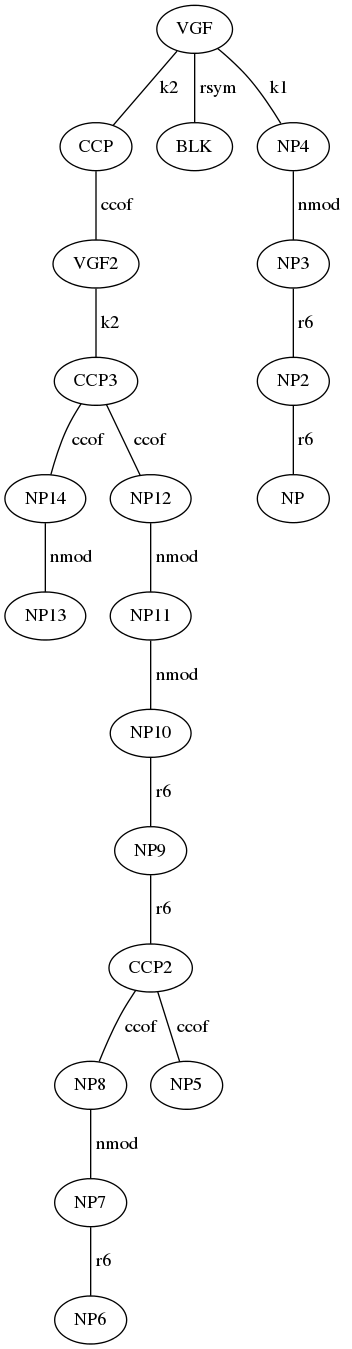 VGF
k2 rsym k1
CCP BLK NP4
ccof nmod
VGF2 NP3
k2 r6
CCP3 NP2
ccof ccof r6
NP14 NP12 NP
nmod nmod
NP13 NP11
nmod
NP10
r6
NP9
r6
CCP2
ccof ccof
NP8 NP5
nmod
NP7
r6
NP6